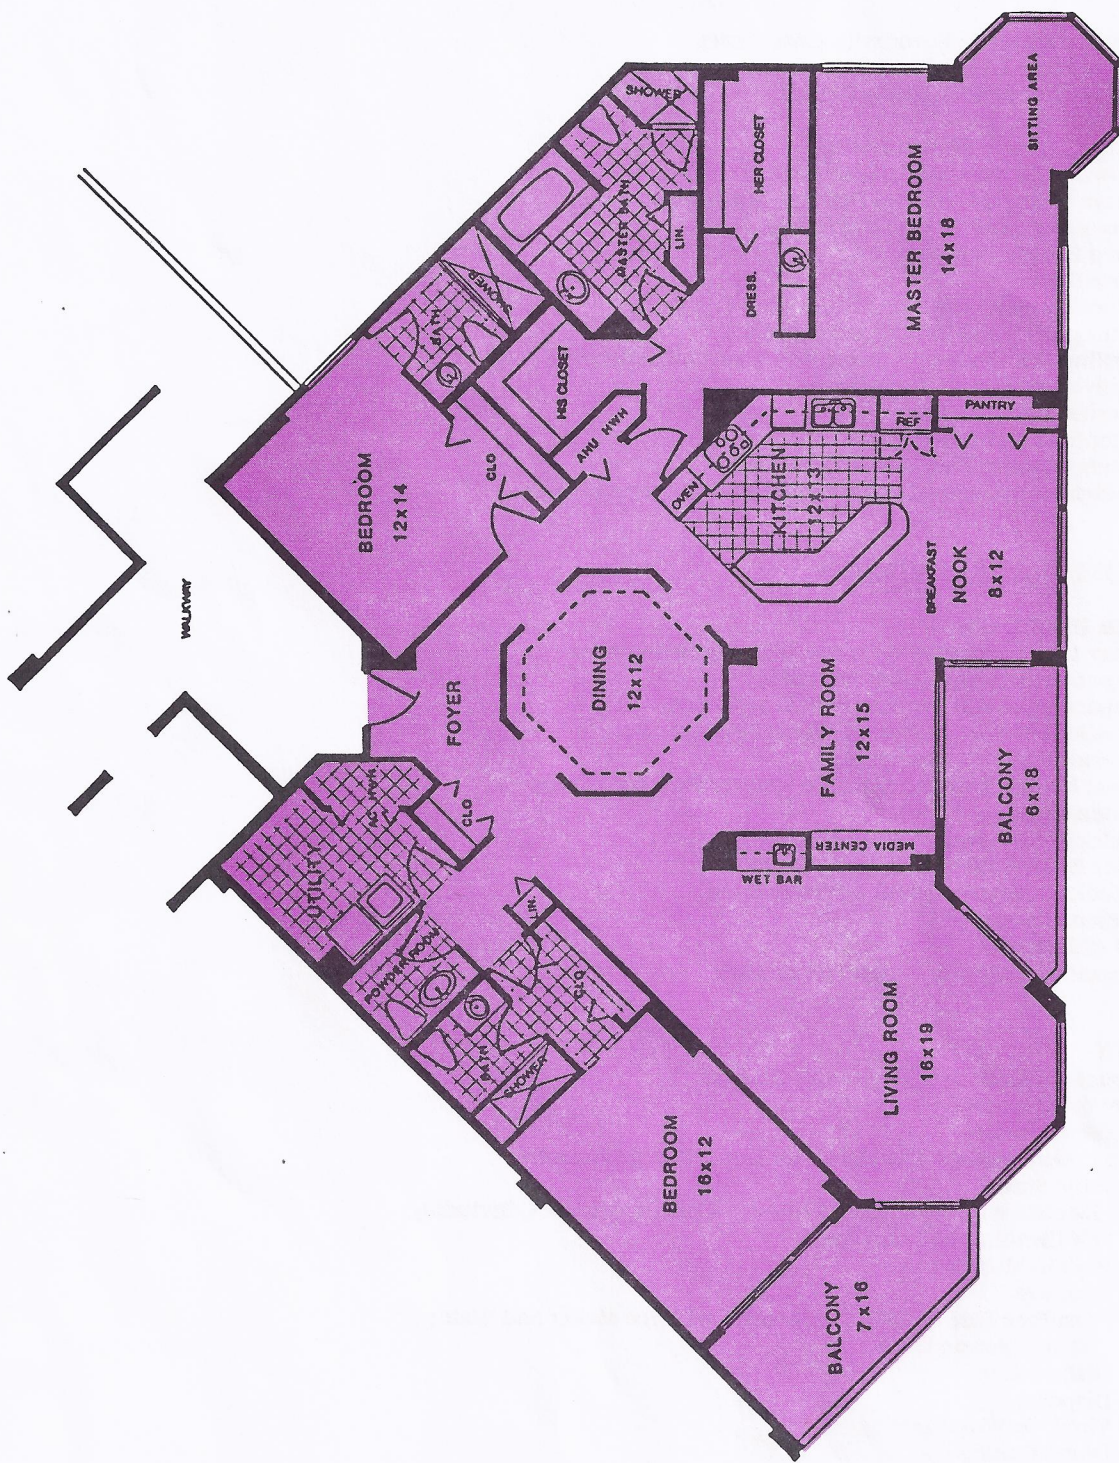 SITTING AREA
MASTER BEDROOM
14x18
HER CLOSET
SHOWER
MASTER BATH
LIN.
DRESS.
PANTRY
REF
KITCHEN
12x13
OVEN
BREAKFAST
NOOK
8x12
AHU HWH
HIS CLOSET
SHOWER
BATH
CLO
BEDROOM
12x14
WALKWAY
FOYER
DINING
12x12
FAMILY ROOM
12x15
BALCONY
6x18
MEDIA CENTER
WET BAR
CLO
UTILITY
POWDER ROOM
LIN.
CLO
BATH
SHOWER
LIVING ROOM
16x19
BEDROOM
16x12
BALCONY
7x16